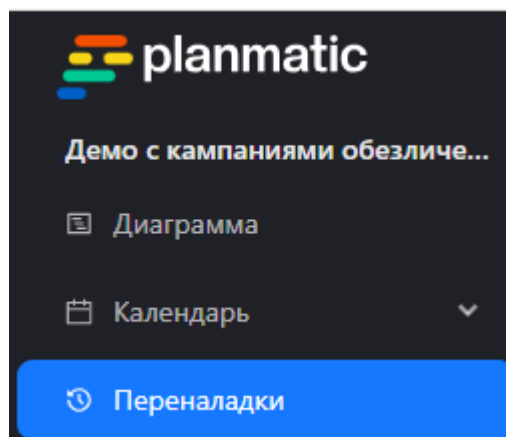 planmatic
Демо с кампаниями обезличе...
Диаграмма
Календарь
Переналадки